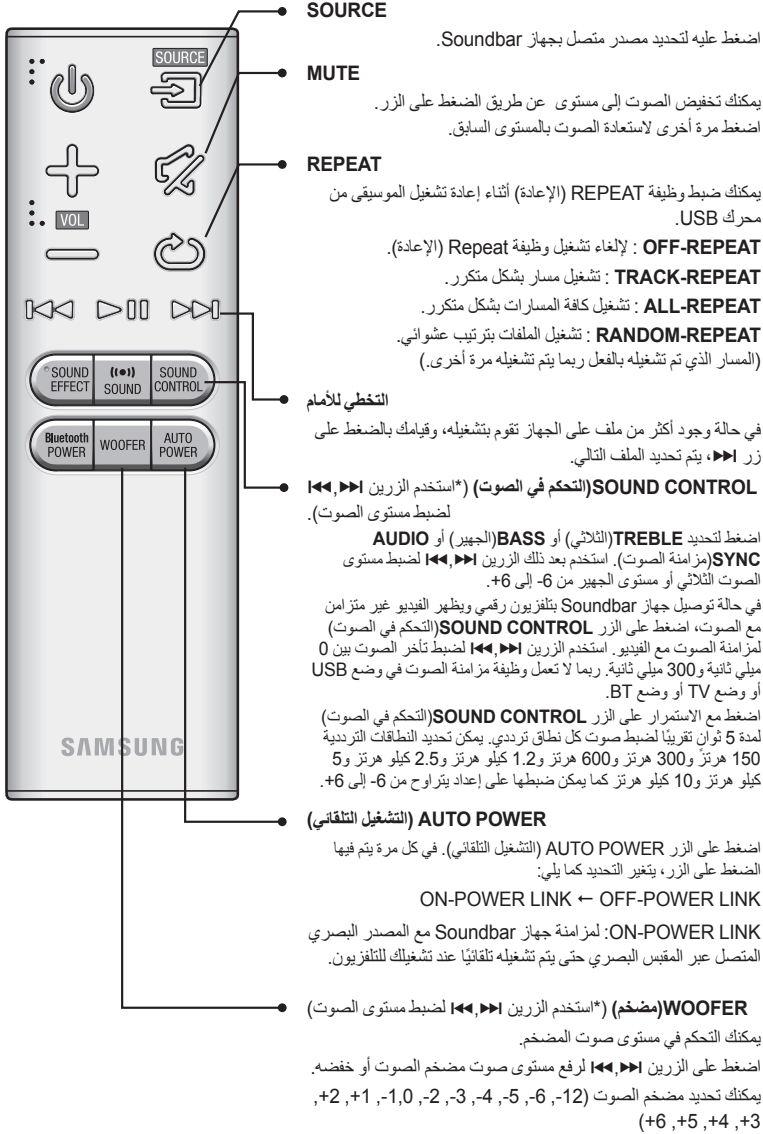 SOURCE
اضغط عليه لتحديد مصدر متصل بجهاز Soundbar.
MUTE
يمكنك تخفيض الصوت إلى مستوى عن طريق الضغط على الزر.
اضغط مرة أخرى لاستعادة الصوت بالمستوى السابق.
REPEAT
يمكنك ضبط وظيفة REPEAT (الإعادة) أثناء إعادة تشغيل الموسيقى من
محرك USB.
OFF-REPEAT : لإلغاء تشغيل وظيفة Repeat (الإعادة).
TRACK-REPEAT : تشغيل مسار بشكل متكرر.
ALL-REPEAT : تشغيل كافة المسارات بشكل متكرر.
RANDOM-REPEAT : تشغيل الملفات بترتيب عشوائي.
(المسار الذي تم تشغيله بالفعل ربما يتم تشغيله مرة أخرى.)
التخطي للأمام
في حالة وجود أكثر من ملف على الجهاز تقوم بتشغيله، وقيامك بالضغط على
زر ⏭، يتم تحديد الملف التالي.
SOUND CONTROL(التحكم في الصوت) (*استخدم الزرين ⏮,⏭
لضبط مستوى الصوت).
اضغط لتحديد TREBLE(الثلاثي) أو BASS(الجهير) أو AUDIO
SYNC(مزامنة الصوت). استخدم بعد ذلك الزرين ⏮,⏭ لضبط مستوى
الصوت الثلاثي أو مستوى الجهير من 6- إلى 6+.
في حالة توصيل جهاز Soundbar بتلفزيون رقمي ويظهر الفيديو غير متزامن
مع الصوت، اضغط على الزر SOUND CONTROL(التحكم في الصوت)
لمزامنة الصوت مع الفيديو. استخدم الزرين ⏮,⏭ لضبط تأخر الصوت بين 0
ميلي ثانية و300 ميلي ثانية. ربما لا تعمل وظيفة مزامنة الصوت في وضع USB
أو وضع TV أو وضع BT.
اضغط مع الاستمرار على الزر SOUND CONTROL(التحكم في الصوت)
لمدة 5 ثوانٍ تقريبًا لضبط صوت كل نطاق ترددي. يمكن تحديد النطاقات الترددية
150 هرتزً و300 هرتز و600 هرتز و1.2 كيلو هرتز و2.5 كيلو هرتز و5
كيلو هرتز و10 كيلو هرتز كما يمكن ضبطها على إعداد يتراوح من 6- إلى 6+.
AUTO POWER (التشغيل التلقائي)
اضغط على الزر AUTO POWER (التشغيل التلقائي). في كل مرة يتم فيها
الضغط على الزر، يتغير التحديد كما يلي:
ON-POWER LINK ← OFF-POWER LINK
ON-POWER LINK: لمزامنة جهاز Soundbar مع المصدر البصري
المتصل عبر المقبس البصري حتى يتم تشغيله تلقائيًا عند تشغيلك للتلفزيون.
WOOFER(مضخم) (*استخدم الزرين ⏮,⏭ لضبط مستوى الصوت)
يمكنك التحكم في مستوى صوت المضخم.
اضغط على الزرين ⏮,⏭ لرفع مستوى صوت مضخم الصوت أو خفضه.
يمكنك تحديد مضخم الصوت (12-, 6-, 5-, 4-, 3-, 2-, 1,0-, 1+, 2+,
3+, 4+, 5+, 6+)
SOURCE
VOL
SOUND EFFECT
SOUND
SOUND CONTROL
Bluetooth POWER
WOOFER
AUTO POWER
SAMSUNG